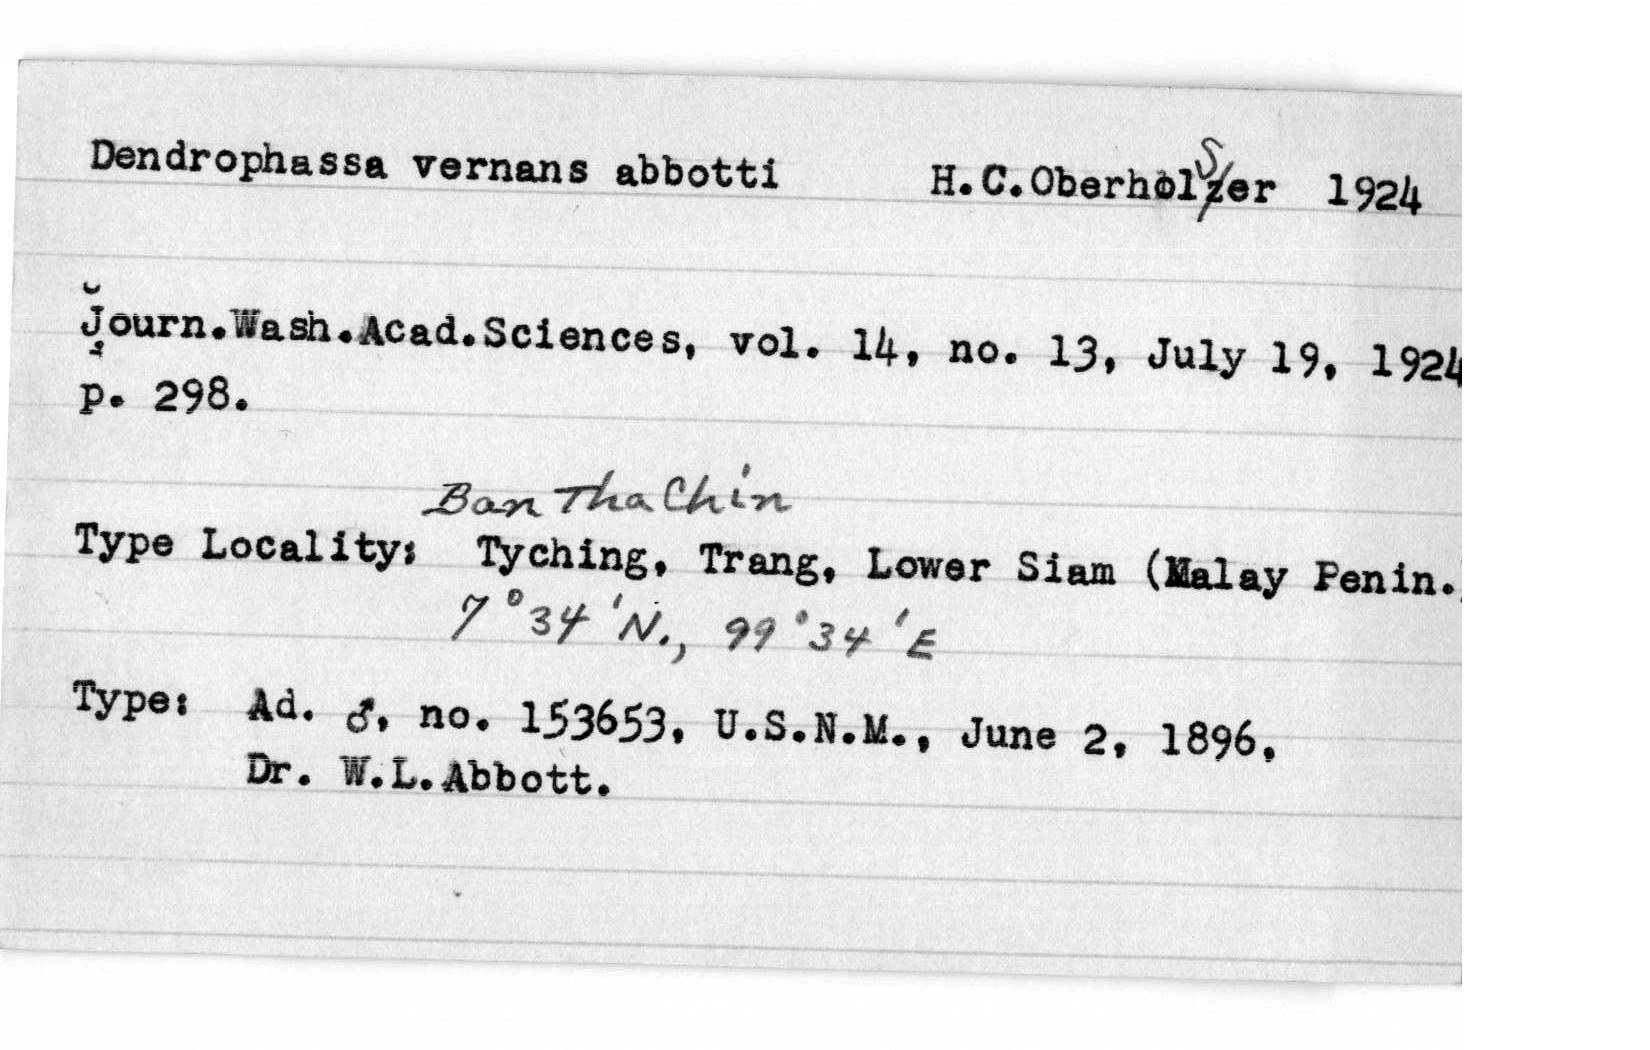 Dendrophassa vernans abbotti H.C.Oberholser 1924
Journ.Wash.Acad.Sciences, vol. 14, no. 13, July 19, 1924
p. 298.
Ban Tha Chin
Type Locality: Tyching, Trang, Lower Siam (Malay Penin.
7°34'N., 99°34'E
Type: Ad. ♂, no. 153653, U.S.N.M., June 2, 1896,
Dr. W.L.Abbott.